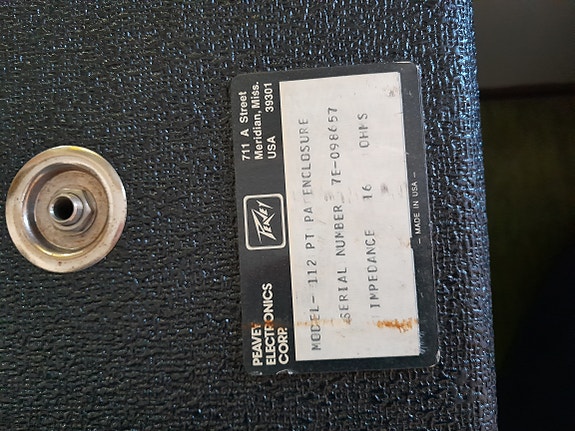 PEAVEY
ELECTRONICS
CORP.
PEAVEY
711 A Street
Meridian, Miss.
USA 39301
MODEL- 112 PT PA ENCLOSURE
SERIAL NUMBER 7E-098657
IMPEDANCE 16 OHMS
MADE IN USA